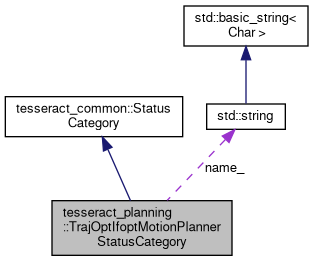 std::basic_string<
Char >
tesseract_common::Status
Category
std::string
name_
tesseract_planning
::TrajOptIfoptMotionPlanner
StatusCategory